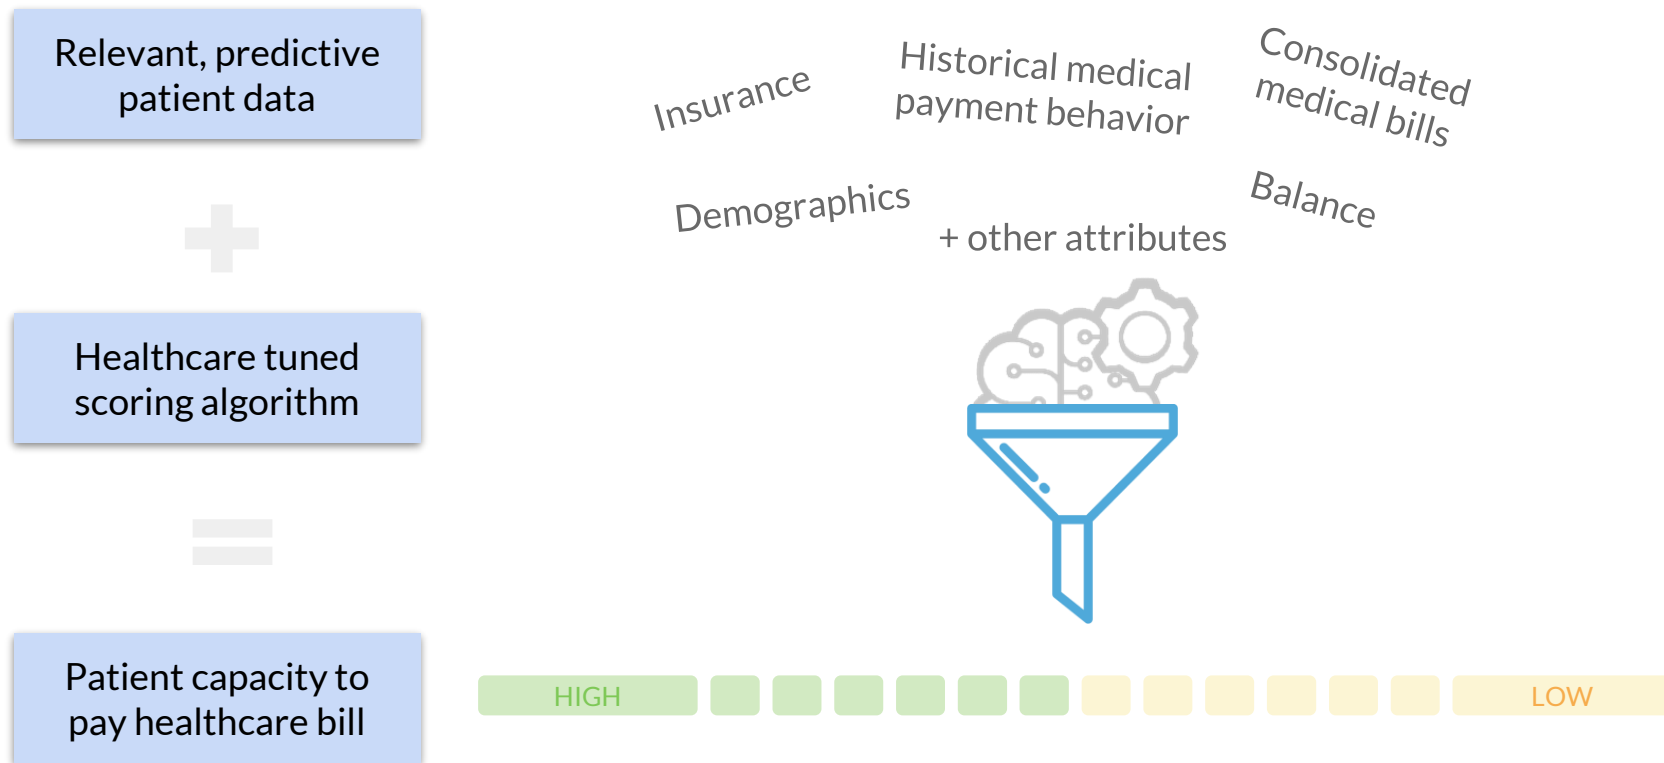 Relevant, predictive
patient data
Insurance
Historical medical
payment behavior
Consolidated
medical bills
Demographics
+ other attributes
Balance
Healthcare tuned
scoring algorithm
Patient capacity to
pay healthcare bill
HIGH
LOW